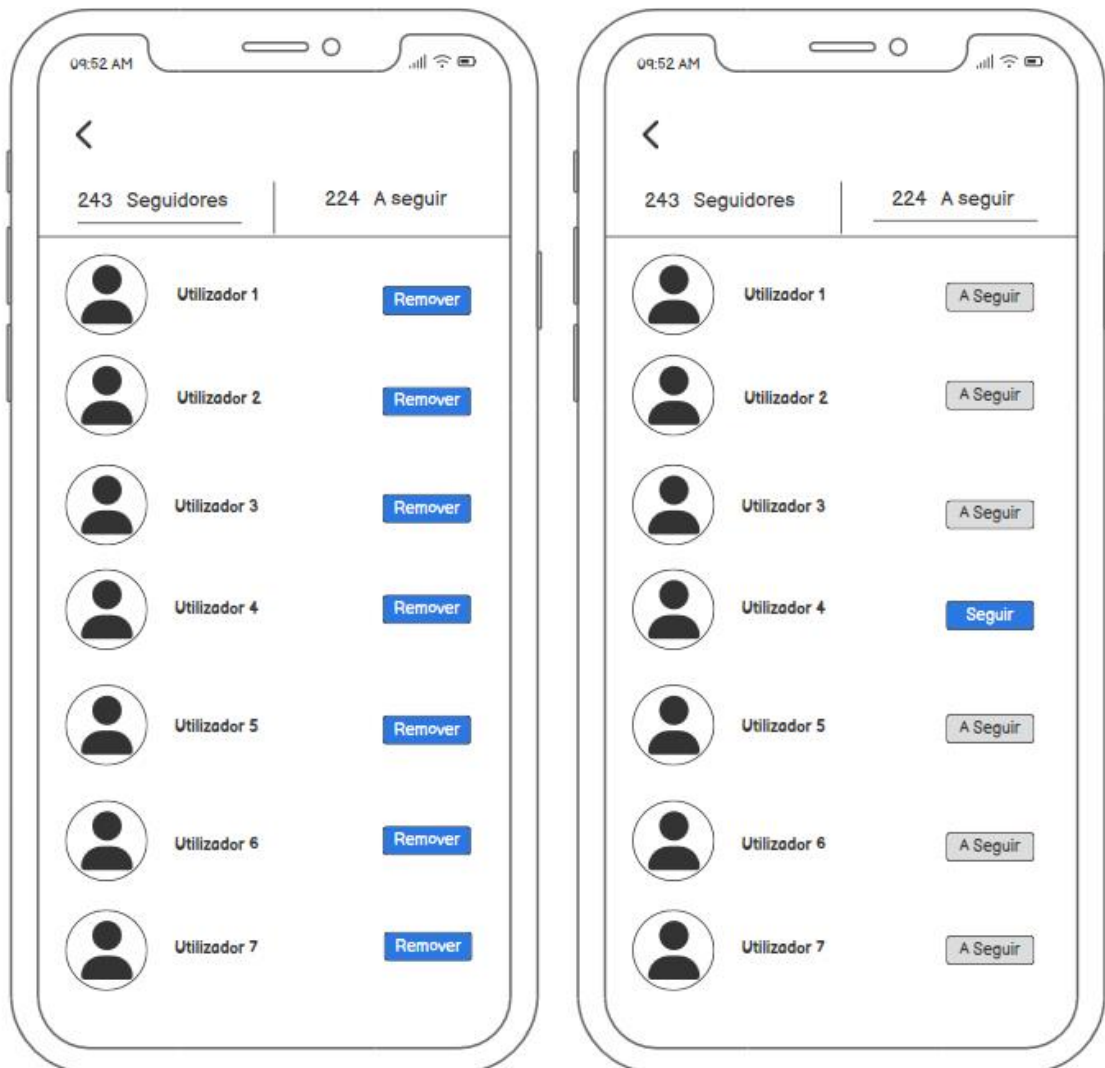 09:52 AM
243 Seguidores
224 A seguir
Utilizador 1
Remover
Utilizador 2
Remover
Utilizador 3
Remover
Utilizador 4
Remover
Utilizador 5
Remover
Utilizador 6
Remover
Utilizador 7
Remover
09:52 AM
243 Seguidores
224 A seguir
Utilizador 1
A Seguir
Utilizador 2
A Seguir
Utilizador 3
A Seguir
Utilizador 4
Seguir
Utilizador 5
A Seguir
Utilizador 6
A Seguir
Utilizador 7
A Seguir